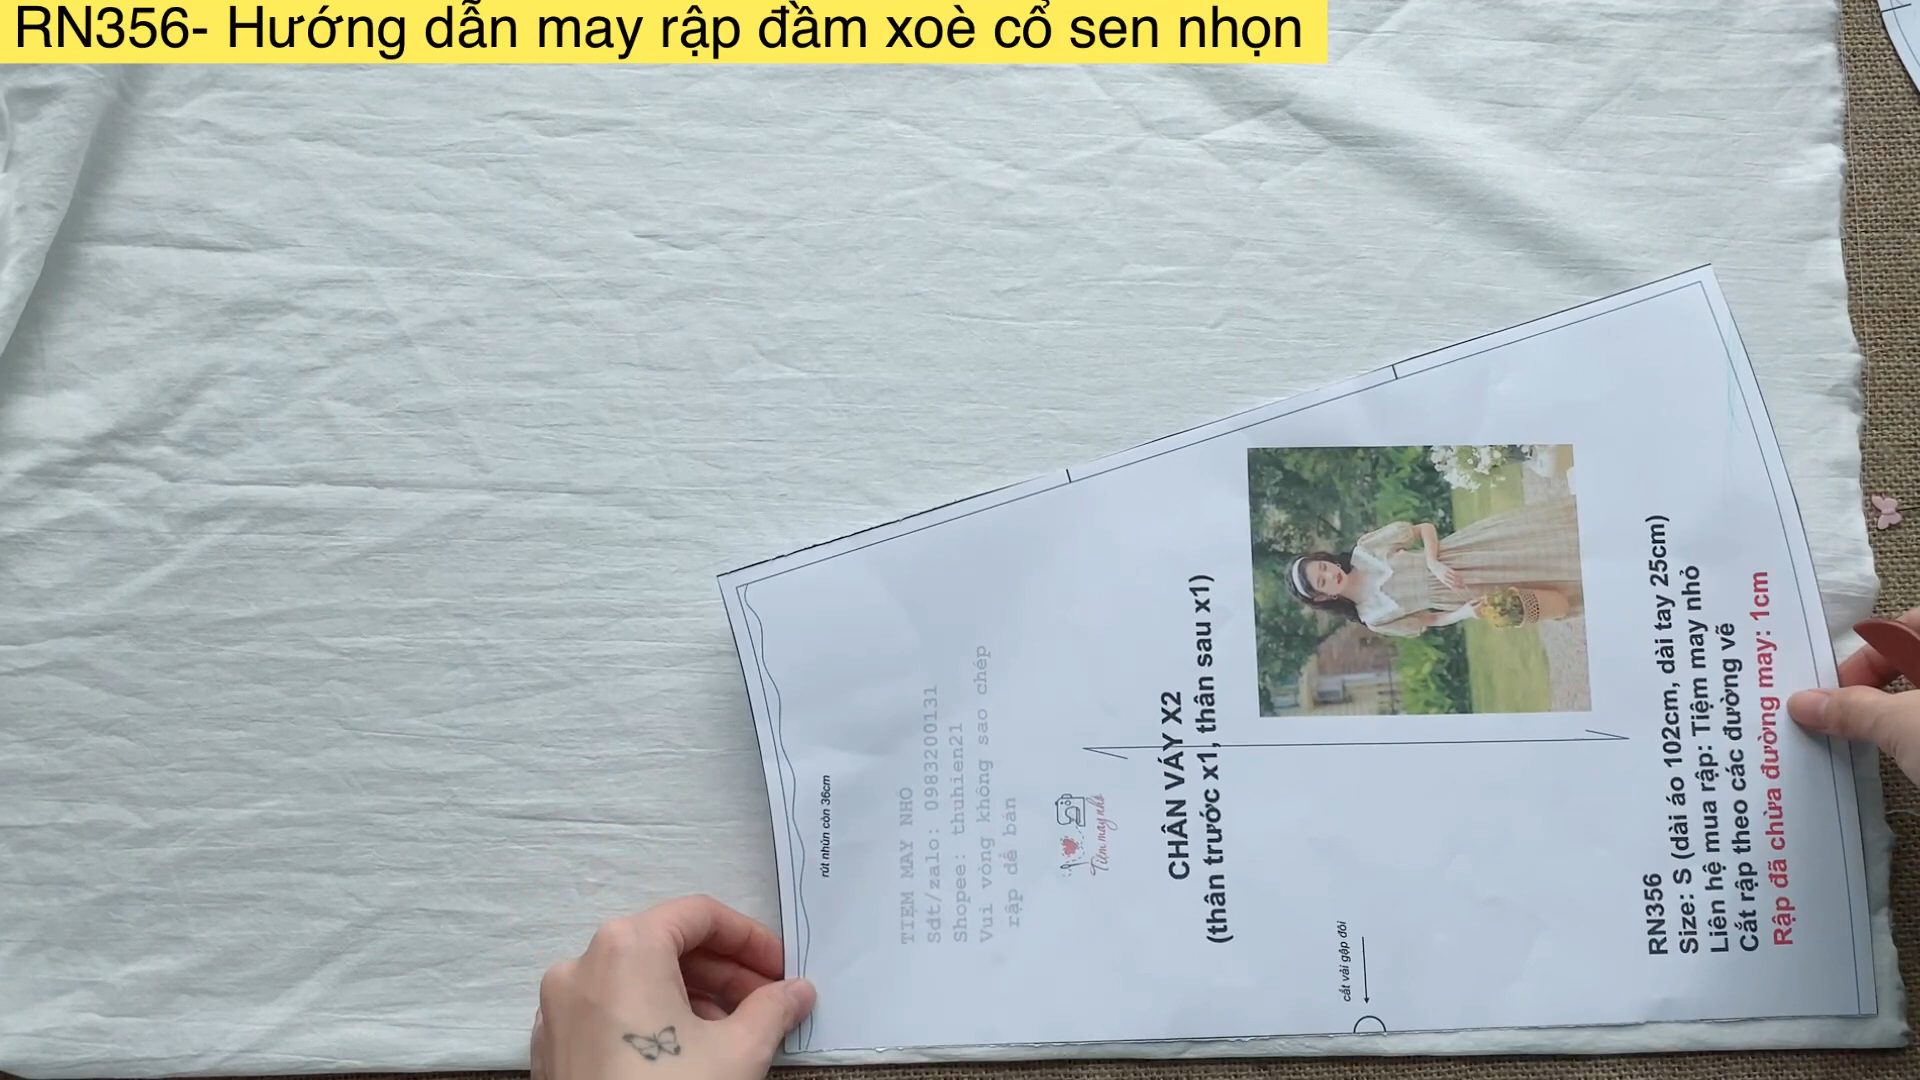 RN356- Hướng dẫn may rập đầm xoè cổ sen nhọn
rút nhún còn 36cm
TIỆM MAY NHỎ
Sdt/zalo: 0983200131
Shopee: thuhien21
Vui vòng không sao chép
rập để bán
Tiệm may nhỏ
CHÂN VÁY X2
(thân trước x1, thân sau x1)
cắt vải gập đôi
RN356
Size: S (dài áo 102cm, dài tay 25cm)
Liên hệ mua rập: Tiệm may nhỏ
Cắt rập theo các đường vẽ
Rập đã chừa đường may: 1cm